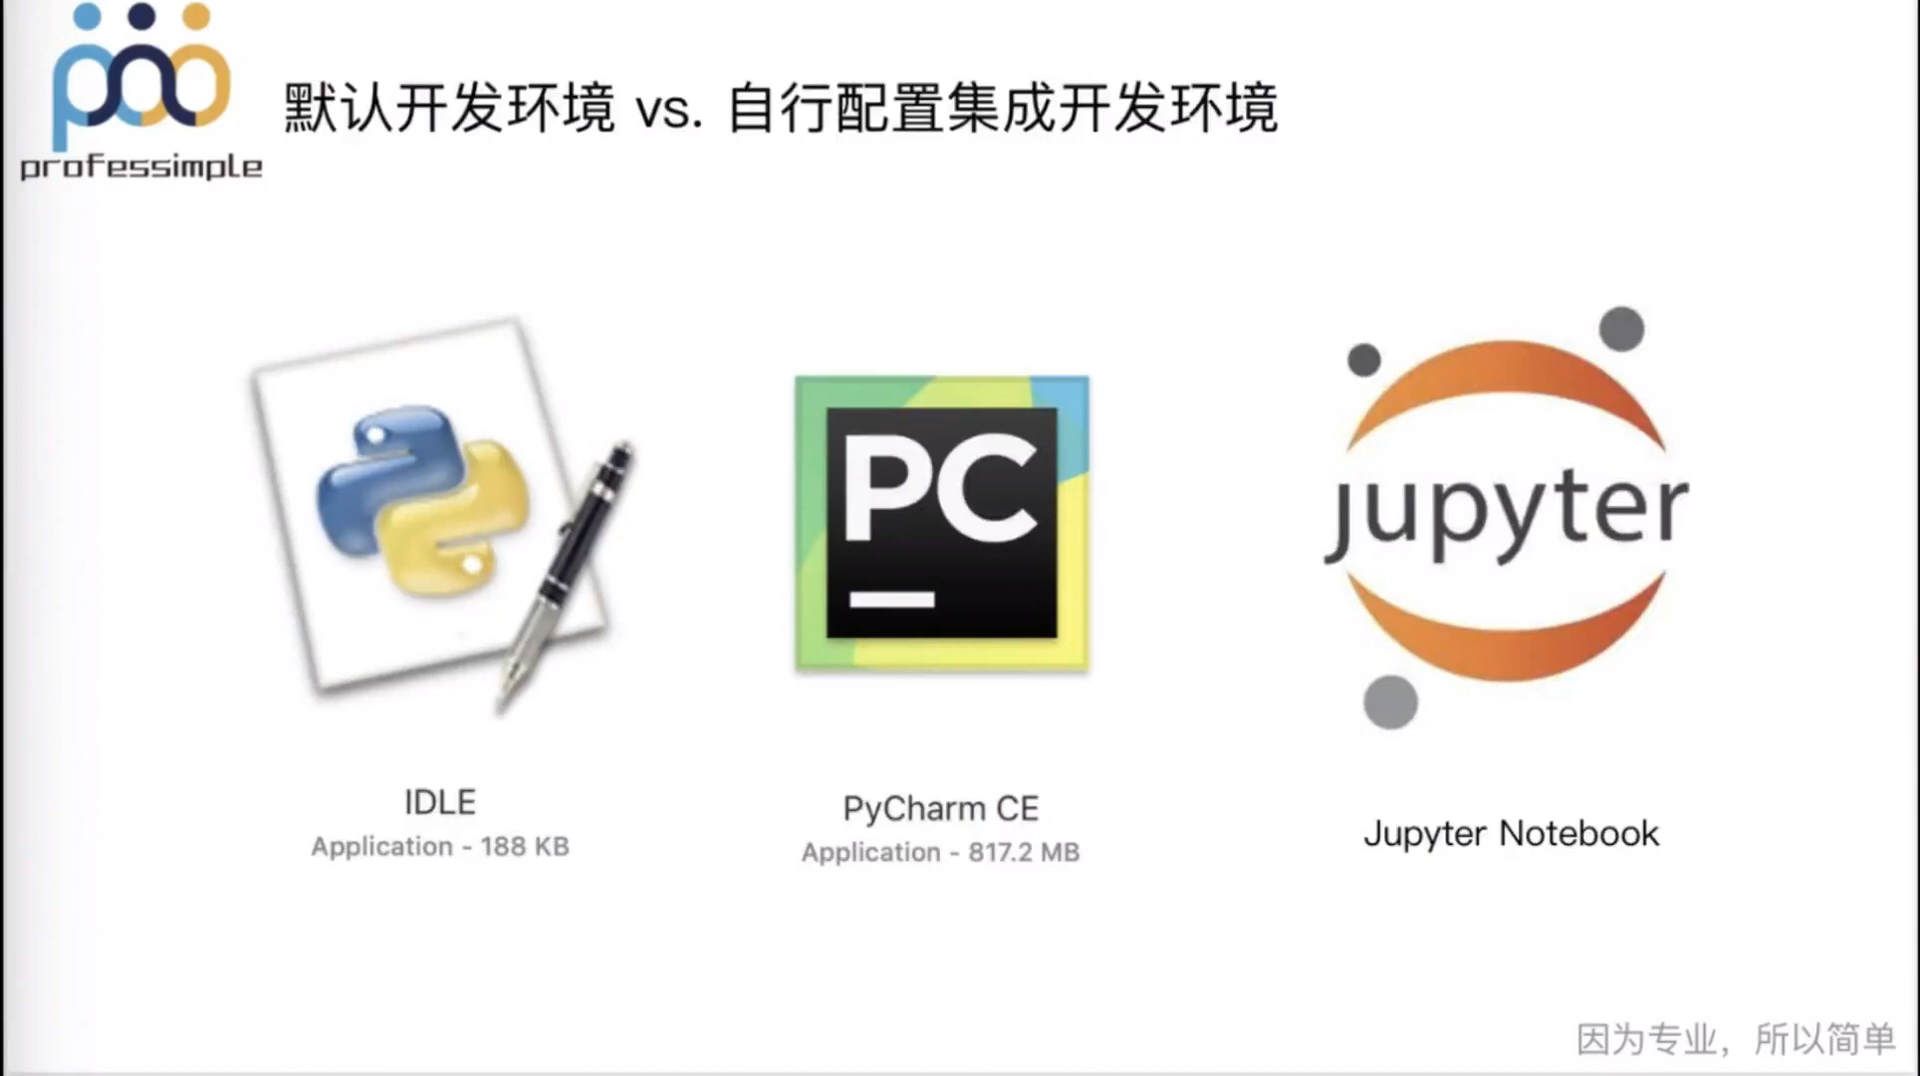 professimple
默认开发环境 vs. 自行配置集成开发环境
PC
jupyter
IDLE
Application - 188 KB
PyCharm CE
Application - 817.2 MB
Jupyter Notebook
因为专业，所以简单